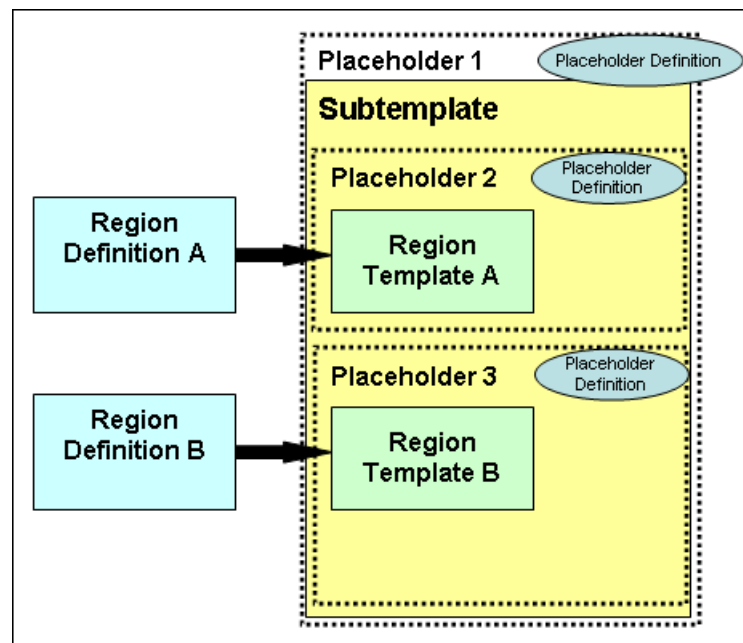 Placeholder 1
Placeholder Definition
Subtemplate
Placeholder 2
Placeholder
Definition
Region
Definition A
Region
Template A
Placeholder 3
Placeholder
Definition
Region
Definition B
Region
Template B